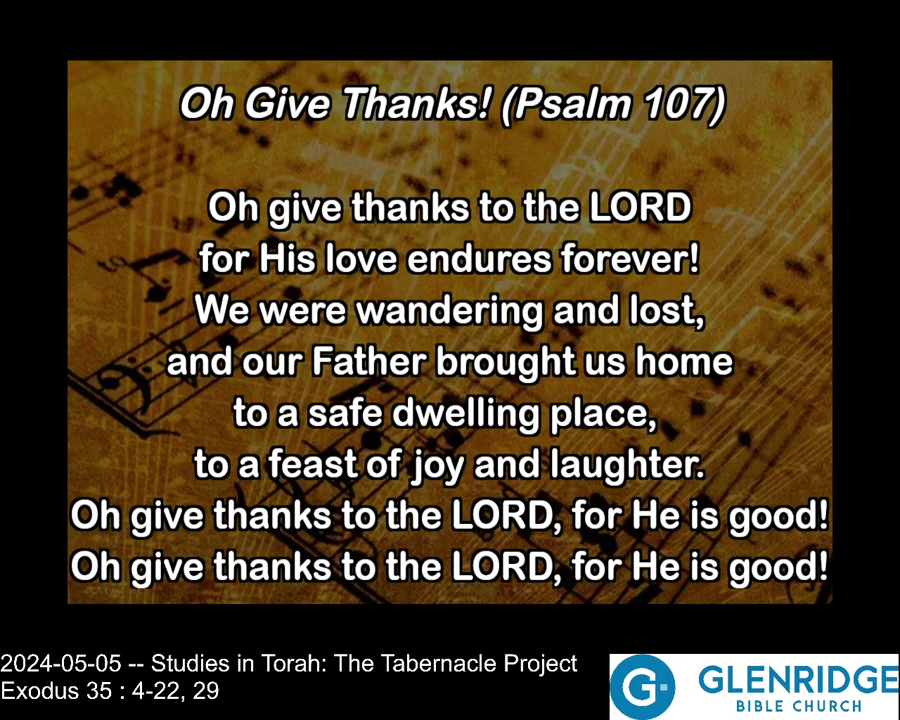 Oh Give Thanks! (Psalm 107)
Oh give thanks to the LORD
for His love endures forever!
We were wandering and lost,
and our Father brought us home
to a safe dwelling place,
to a feast of joy and laughter.
Oh give thanks to the LORD, for He is good!
Oh give thanks to the LORD, for He is good!
2024-05-05 -- Studies in Torah: The Tabernacle Project
Exodus 35 : 4-22, 29
G
GLENRIDGE
BIBLE CHURCH